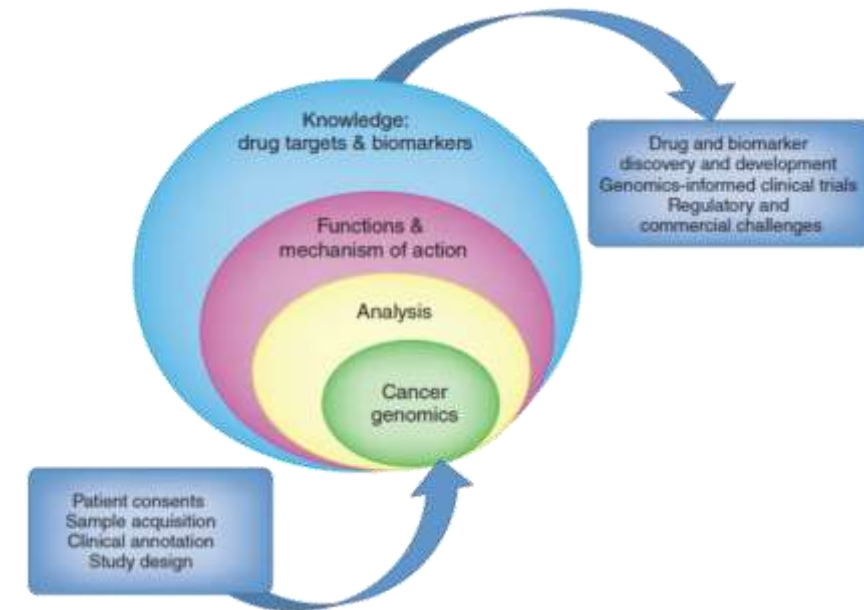 Knowledge:
drug targets & biomarkers
Functions &
mechanism of action
Analysis
Cancer
genomics
Drug and biomarker
discovery and development
Genomics-informed clinical trials
Regulatory and
commercial challenges
Patient consents
Sample acquisition
Clinical annotation
Study design